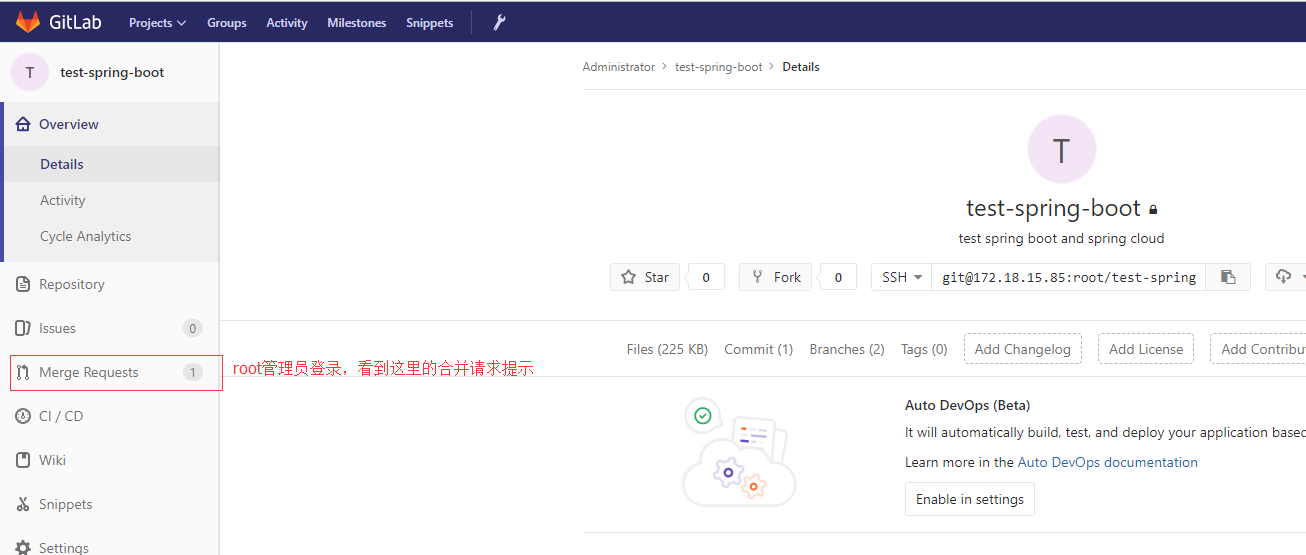 GitLab Projects Groups Activity Milestones Snippets
T test-spring-boot
Administrator > test-spring-boot > Details
Overview
Details
Activity
Cycle Analytics
T
test-spring-boot
test spring boot and spring cloud
Repository
Star 0 Fork 0 SSH git@172.18.15.85:root/test-spring
Issues 0
Files (225 KB) Commit (1) Branches (2) Tags (0) Add Changelog Add License Add Contribu
Merge Requests 1 root管理员登录，看到这里的合并请求提示
CI / CD
Auto DevOps (Beta)
It will automatically build, test, and deploy your application based
Wiki
Learn more in the Auto DevOps documentation
Snippets
Enable in settings
Settings